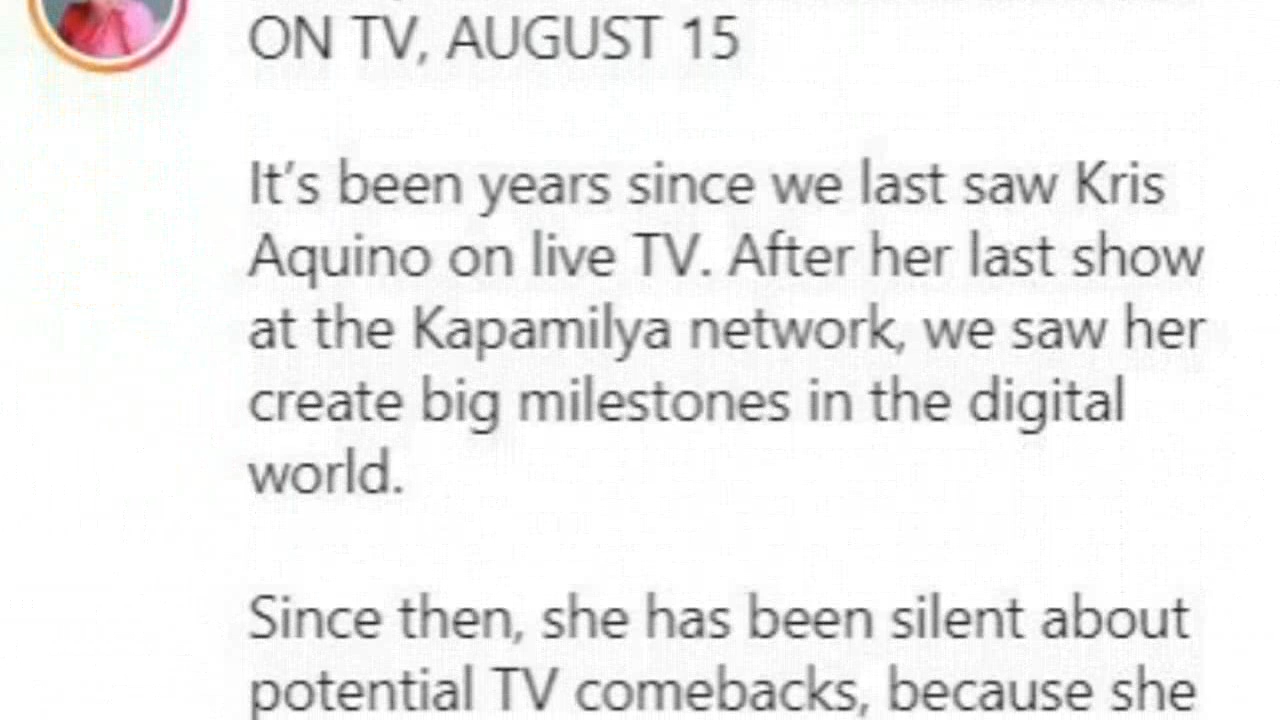 ON TV, AUGUST 15
It’s been years since we last saw Kris
Aquino on live TV. After her last show
at the Kapamilya network, we saw her
create big milestones in the digital
world.
Since then, she has been silent about
potential TV comebacks, because she